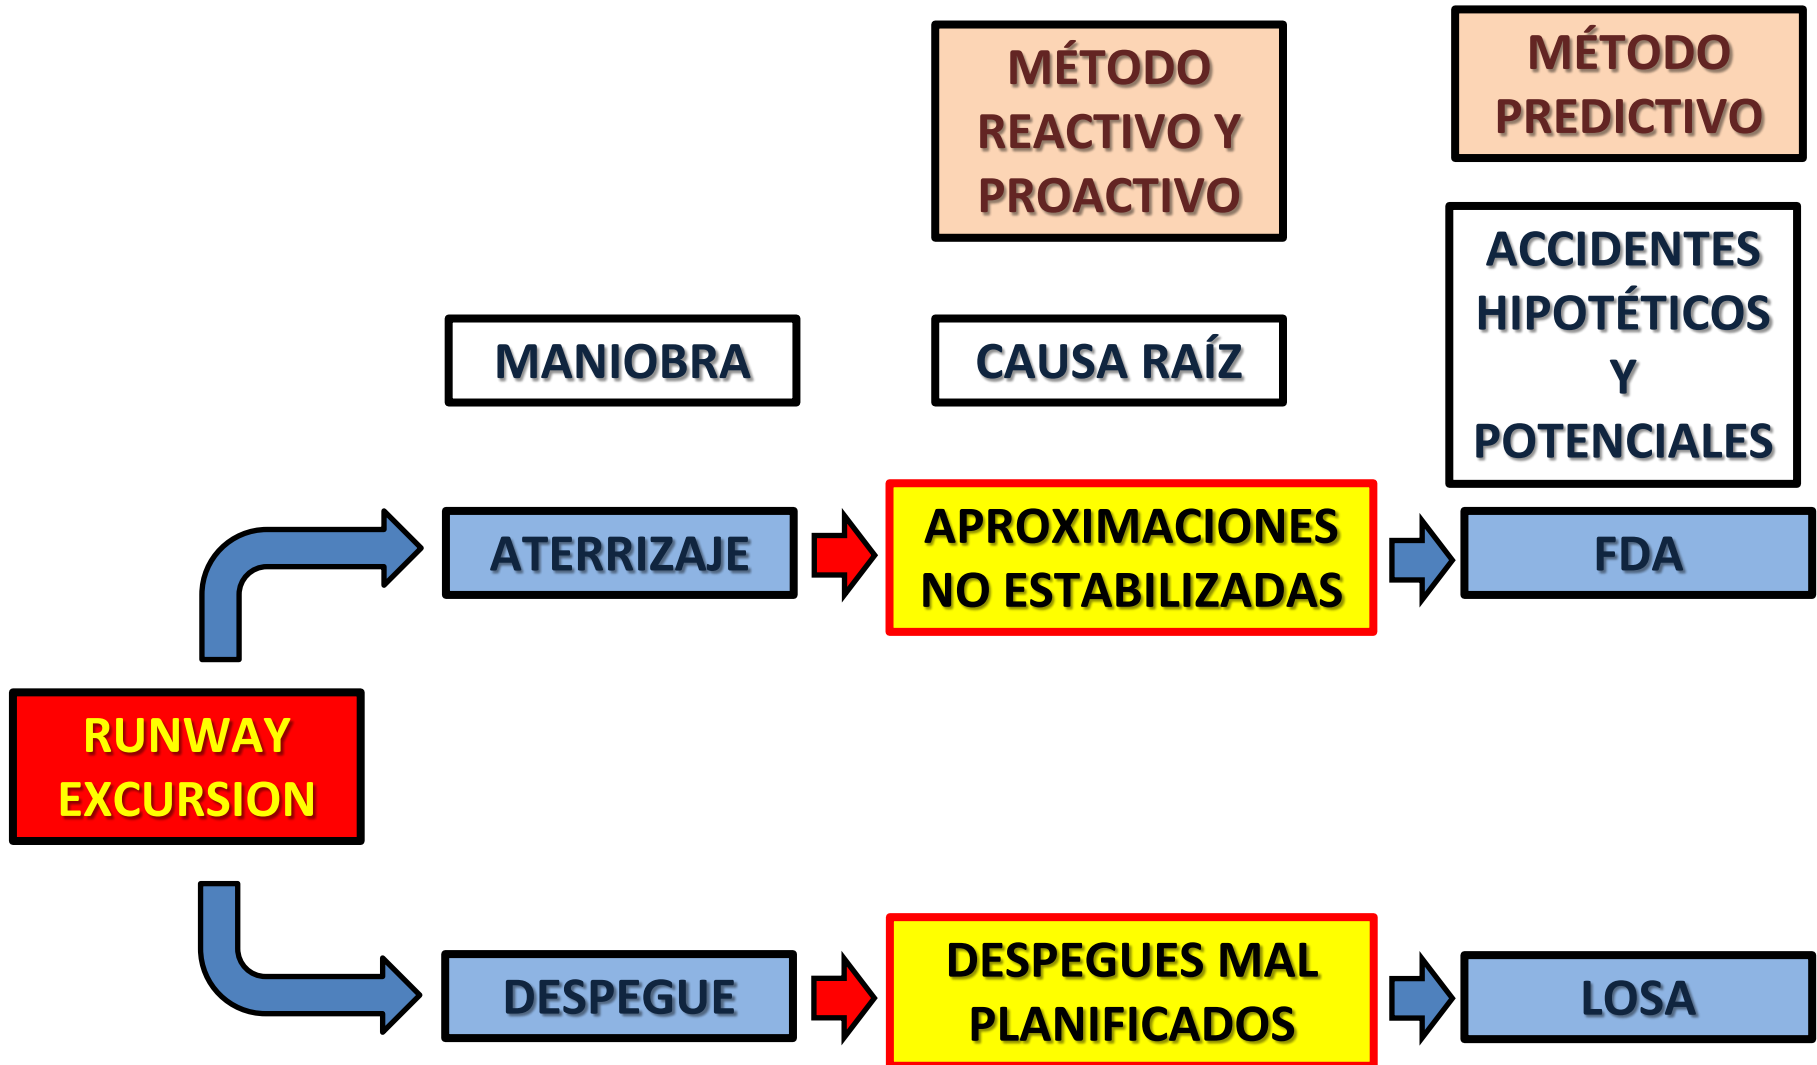 MÉTODO
REACTIVO Y
PROACTIVO
MÉTODO
PREDICTIVO
MANIOBRA
CAUSA RAÍZ
ACCIDENTES
HIPOTÉTICOS
Y
POTENCIALES
ATERRIZAJE
APROXIMACIONES
NO ESTABILIZADAS
FDA
RUNWAY
EXCURSION
DESPEGUE
DESPEGUES MAL
PLANIFICADOS
LOSA